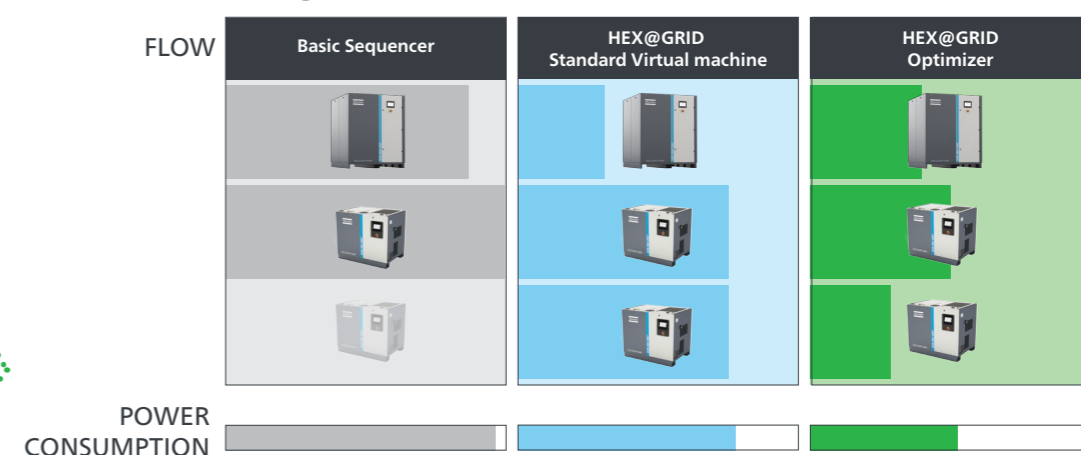 FLOW
Basic Sequencer
HEX@GRID
Standard Virtual machine
HEX@GRID
Optimizer
POWER
CONSUMPTION